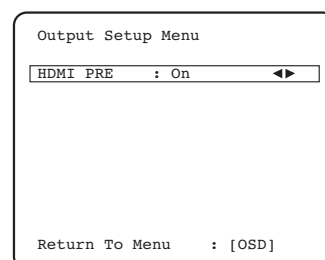 Output Setup Menu
HDMI PRE : On ◄►
Return To Menu : [OSD]